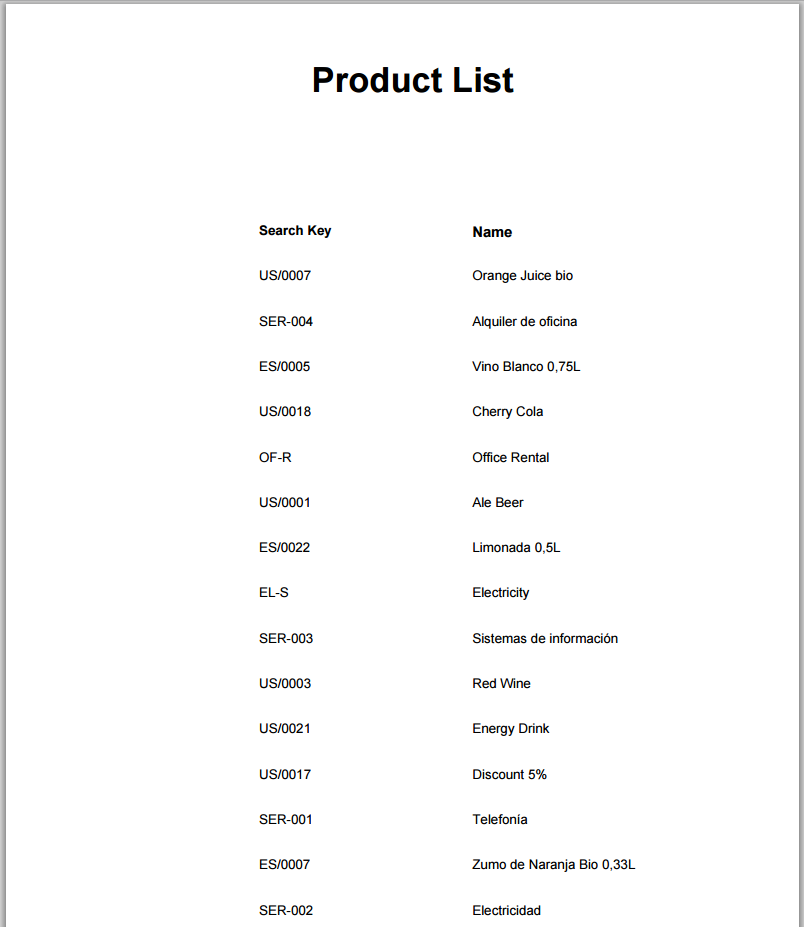 Product List
Search Key Name
US/0007 Orange Juice bio
SER-004 Alquiler de oficina
ES/0005 Vino Blanco 0,75L
US/0018 Cherry Cola
OF-R Office Rental
US/0001 Ale Beer
ES/0022 Limonada 0,5L
EL-S Electricity
SER-003 Sistemas de información
US/0003 Red Wine
US/0021 Energy Drink
US/0017 Discount 5%
SER-001 Telefonía
ES/0007 Zumo de Naranja Bio 0,33L
SER-002 Electricidad